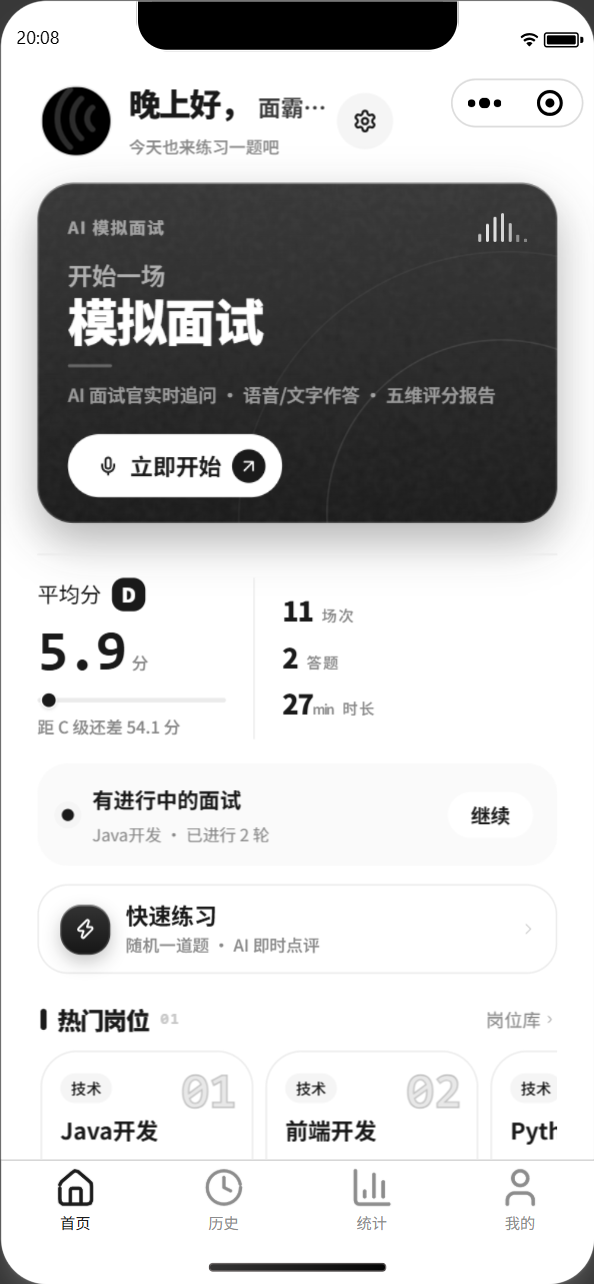 20:08
晚上好， 面霸…
今天也来练习一题吧
AI 模拟面试
开始一场
模拟面试
AI 面试官实时追问 • 语音/文字作答 • 五维评分报告
立即开始
平均分 D
5.9 分
距 C 级还差 54.1 分
11 场次
2 答题
27min 时长
有进行中的面试
Java开发 • 已进行 2 轮
继续
快速练习
随机一道题 • AI 即时点评
热门岗位 01
岗位库
技术 01
Java开发
技术 02
前端开发
技术
Pyth
首页
历史
统计
我的